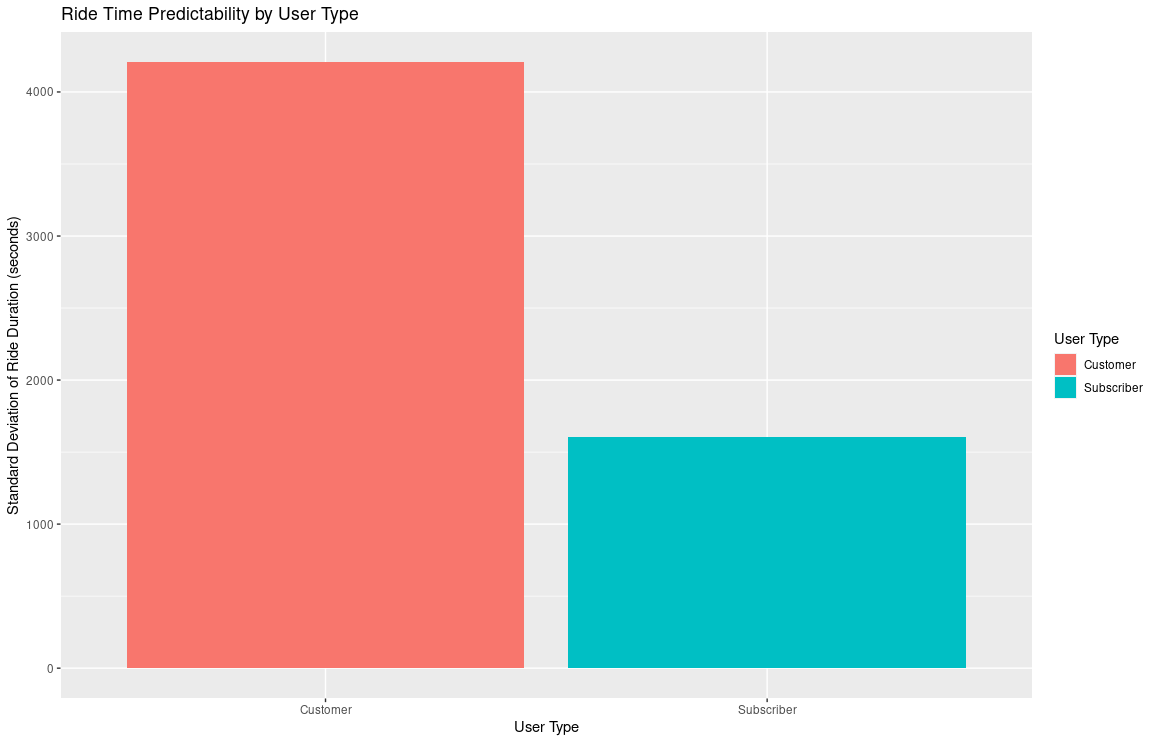 Ride Time Predictability by User Type
Standard Deviation of Ride Duration (seconds)
4000
3000
2000
1000
0
Customer
Subscriber
User Type
User Type
Customer
Subscriber